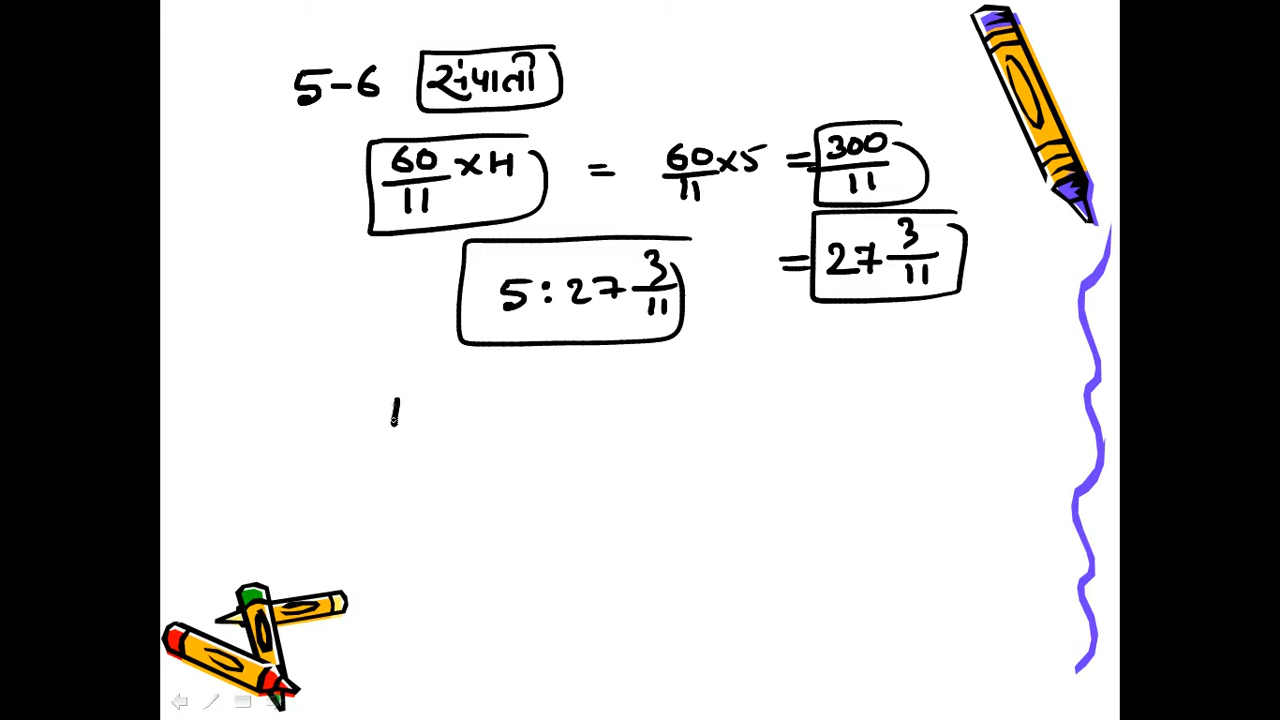 5-6 સંપાતી
60/11 x H = 60/11 x 5 = 300/11
= 27 3/11
5 : 27 3/11